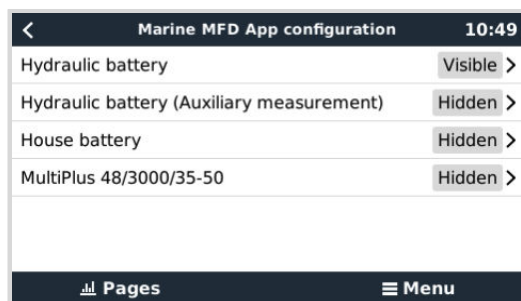 Marine MFD App configuration 10:49
Hydraulic battery Visible
Hydraulic battery (Auxiliary measurement) Hidden
House battery Hidden
MultiPlus 48/3000/35-50 Hidden
Pages Menu